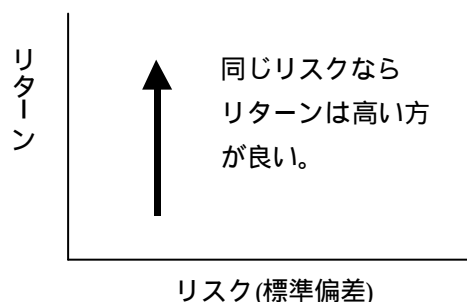 リターン
同じリスクなら
リターンは高い方
が良い。
リスク(標準偏差)